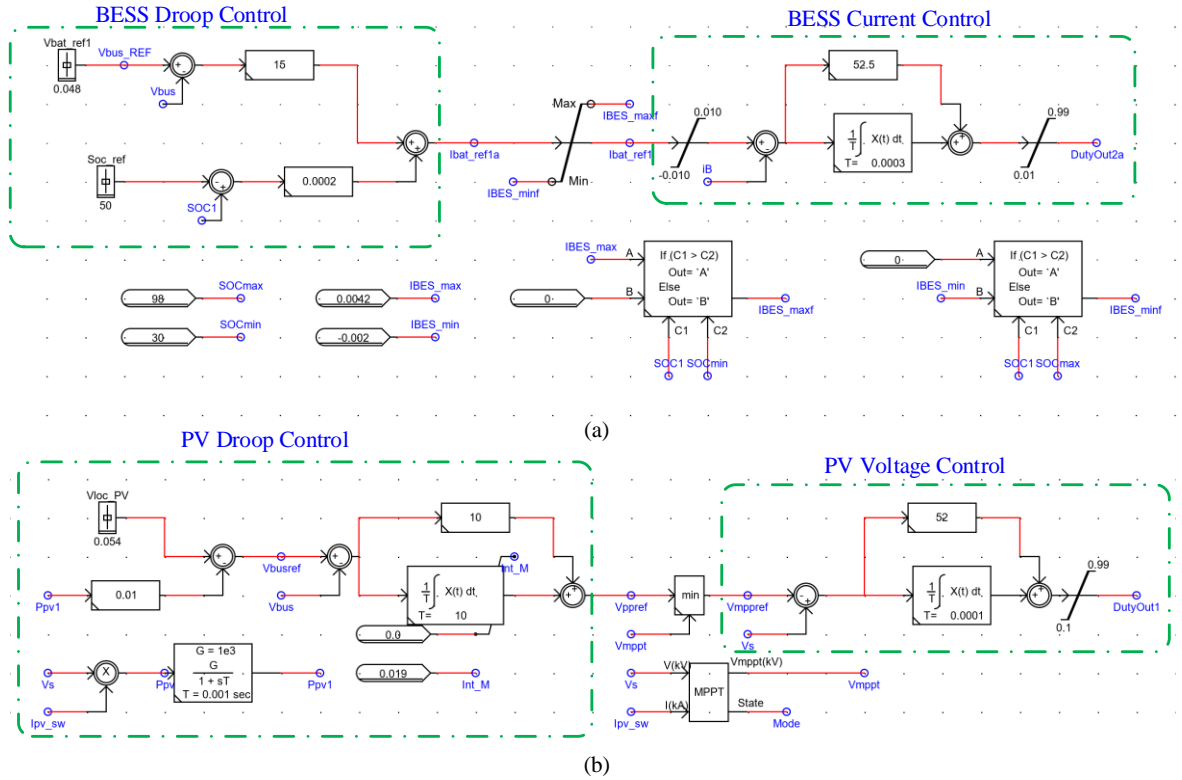 BESS Droop Control
BESS Current Control
Vbat_ref1
Vbus_REF
0.048
Vbus
+
-
15
Soc_ref
50
SOC1
-
+
0.0002
+
+
Ibat_ref1a
Max
IBES_maxf
Min
IBES_minf
Ibat_ref1
0.010
-0.010
iB
+
-
52.5
1
T
X(t) dt
T= 0.0003
+
+
0.99
0.01
DutyOut2a
98
SOCmax
30
SOCmin
0.0042
IBES_max
-0.002
IBES_min
IBES_max
A
0
B
If (C1 > C2)
Out= `A'
Else
Out= `B'
C1
C2
SOC1
SOCmin
IBES_maxf
0
A
IBES_min
B
If (C1 > C2)
Out= `A'
Else
Out= `B'
C1
C2
SOC1
SOCmax
IBES_minf
(a)
PV Droop Control
PV Voltage Control
Vloc_PV
0.054
Ppv1
0.01
+
-
Vbusref
Vbus
+
-
10
1
T
X(t) dt
T= 10
Int_M
0.0
0.019
Int_M
+
+
Vs
Ipv_sw
X
Ppv
G = 1e3
G
1 + sT
T = 0.001 sec
Ppv1
Vppref
Vmppt
min
Vmppref
Vs
+
-
52
1
T
X(t) dt
T= 0.0001
+
+
0.99
0.1
DutyOut1
V(kV)
Vs
I(kA)
Ipv_sw
MPPT
Vmppt(kV)
Vmppt
State
Mode
(b)